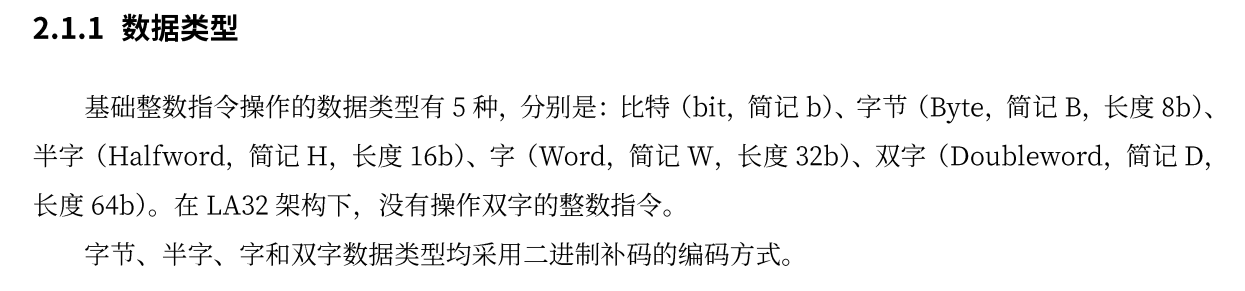 2.1.1 数据类型
基础整数指令操作的数据类型有 5 种，分别是：比特（bit，简记 b）、字节（Byte，简记 B，长度 8b）、
半字（Halfword，简记 H，长度 16b）、字（Word，简记 W，长度 32b）、双字（Doubleword，简记 D，
长度 64b）。在 LA32 架构下，没有操作双字的整数指令。
字节、半字、字和双字数据类型均采用二进制补码的编码方式。